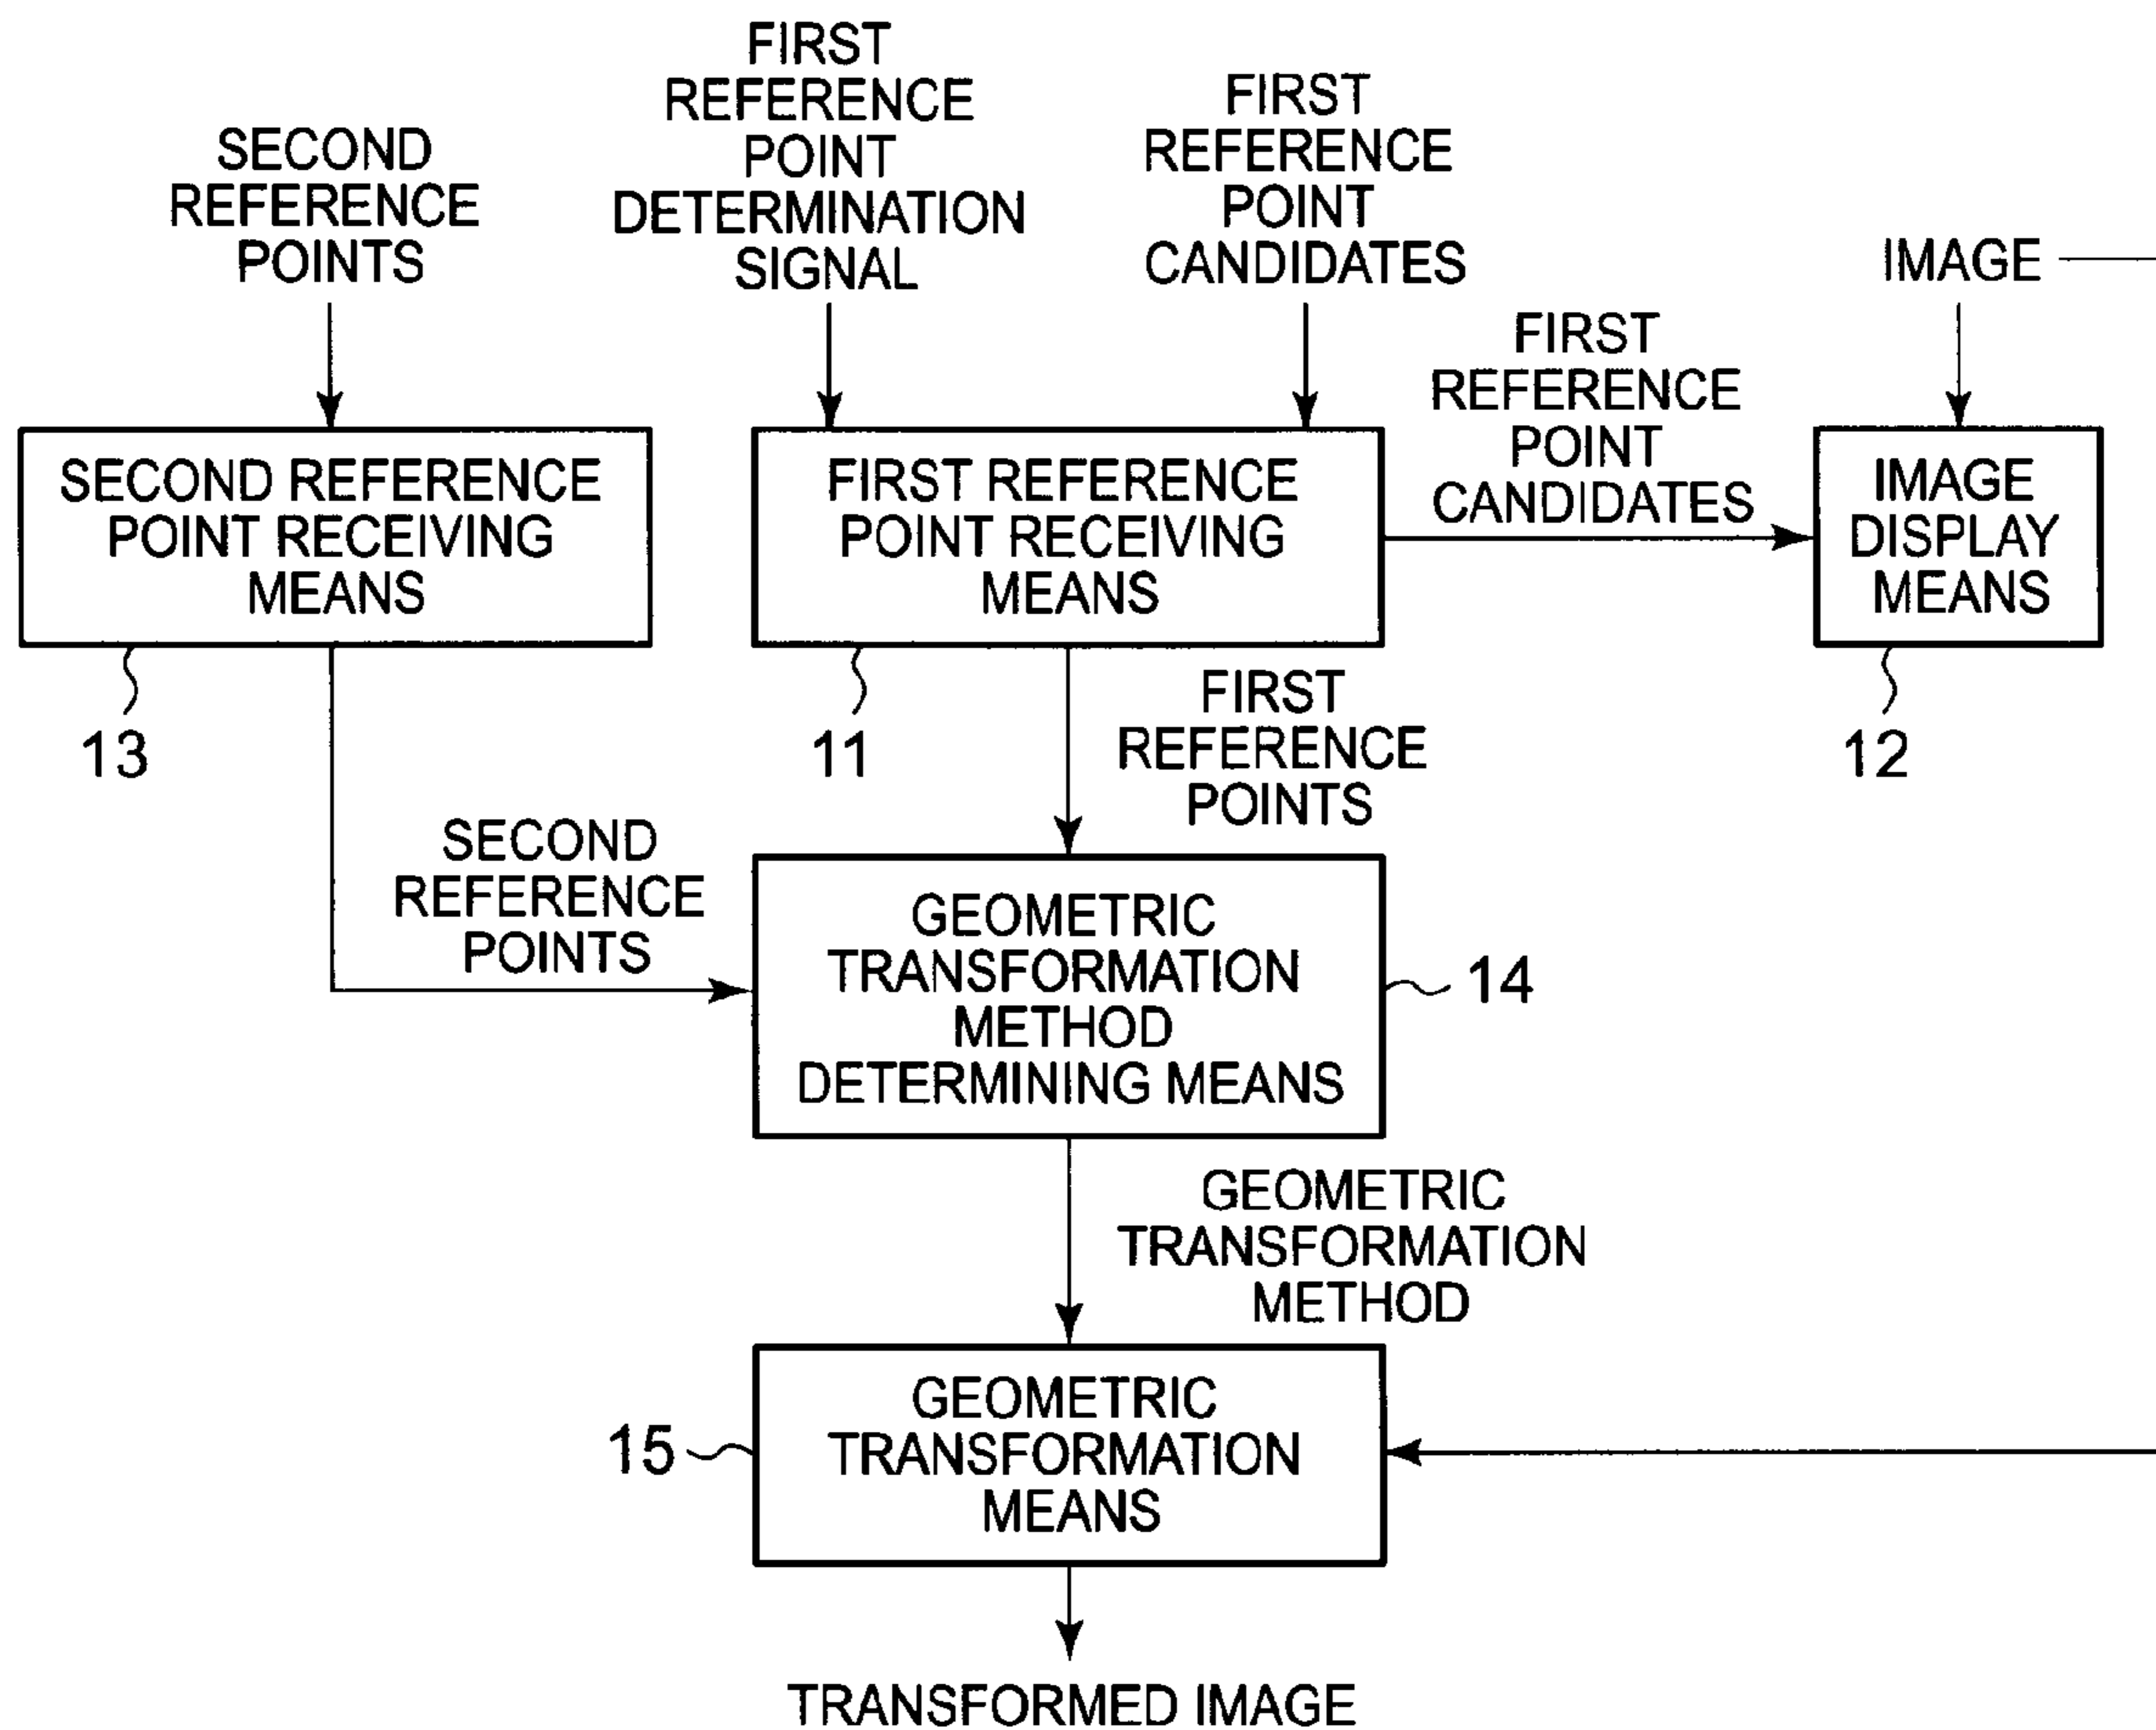 SECOND
REFERENCE
POINTS
FIRST
REFERENCE
POINT
DETERMINATION
SIGNAL
FIRST
REFERENCE
POINT
CANDIDATES
IMAGE
FIRST
REFERENCE
POINT
CANDIDATES
SECOND REFERENCE
POINT RECEIVING
MEANS
FIRST REFERENCE
POINT RECEIVING
MEANS
IMAGE
DISPLAY
MEANS
13
11
12
FIRST
REFERENCE
POINTS
SECOND
REFERENCE
POINTS
GEOMETRIC
TRANSFORMATION
METHOD
DETERMINING MEANS
14
GEOMETRIC
TRANSFORMATION
METHOD
15
GEOMETRIC
TRANSFORMATION
MEANS
TRANSFORMED IMAGE